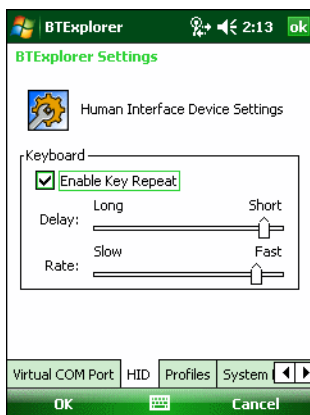 BTExplorer 2:13 ok
BTExplorer Settings
Human Interface Device Settings
Keyboard
Enable Key Repeat
Long Short
Delay:
Slow Fast
Rate:
Virtual COM Port HID Profiles System
OK Cancel